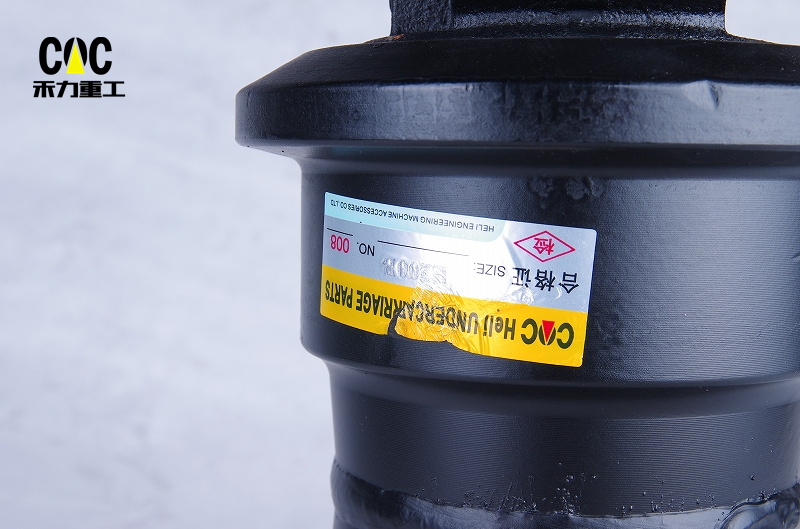 CQC
禾力重工
CQC Heli UNDERCARRIAGE PARTS
合格证 SIZE:
NO. 008
检
HELI ENGINEERING MACHINE ACCESSORIES CO.,LTD